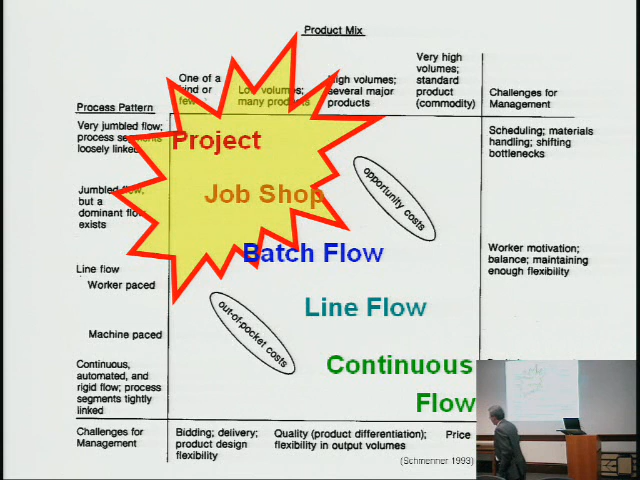 Product Mix
Process Pattern
One of a
kind or
few
Low volumes;
many products
High volumes;
several major
products
Very high
volumes;
standard
product
(commodity)
Challenges for
Management
Very jumbled flow;
process segments
loosely linked
Project
Scheduling; materials
handling; shifting
bottlenecks
Jumbled flow,
but a
dominant flow
exists
Job Shop
opportunity costs
Batch Flow
Worker motivation;
balance; maintaining
enough flexibility
Line flow
Worker paced
Line Flow
out-of-pocket costs
Machine paced
Continuous,
automated, and
rigid flow; process
segments tightly
linked
Continuous
Flow
Challenges for
Management
Bidding; delivery;
product design
flexibility
Quality (product differentiation);
flexibility in output volumes
Price
(Schmenner 1993)